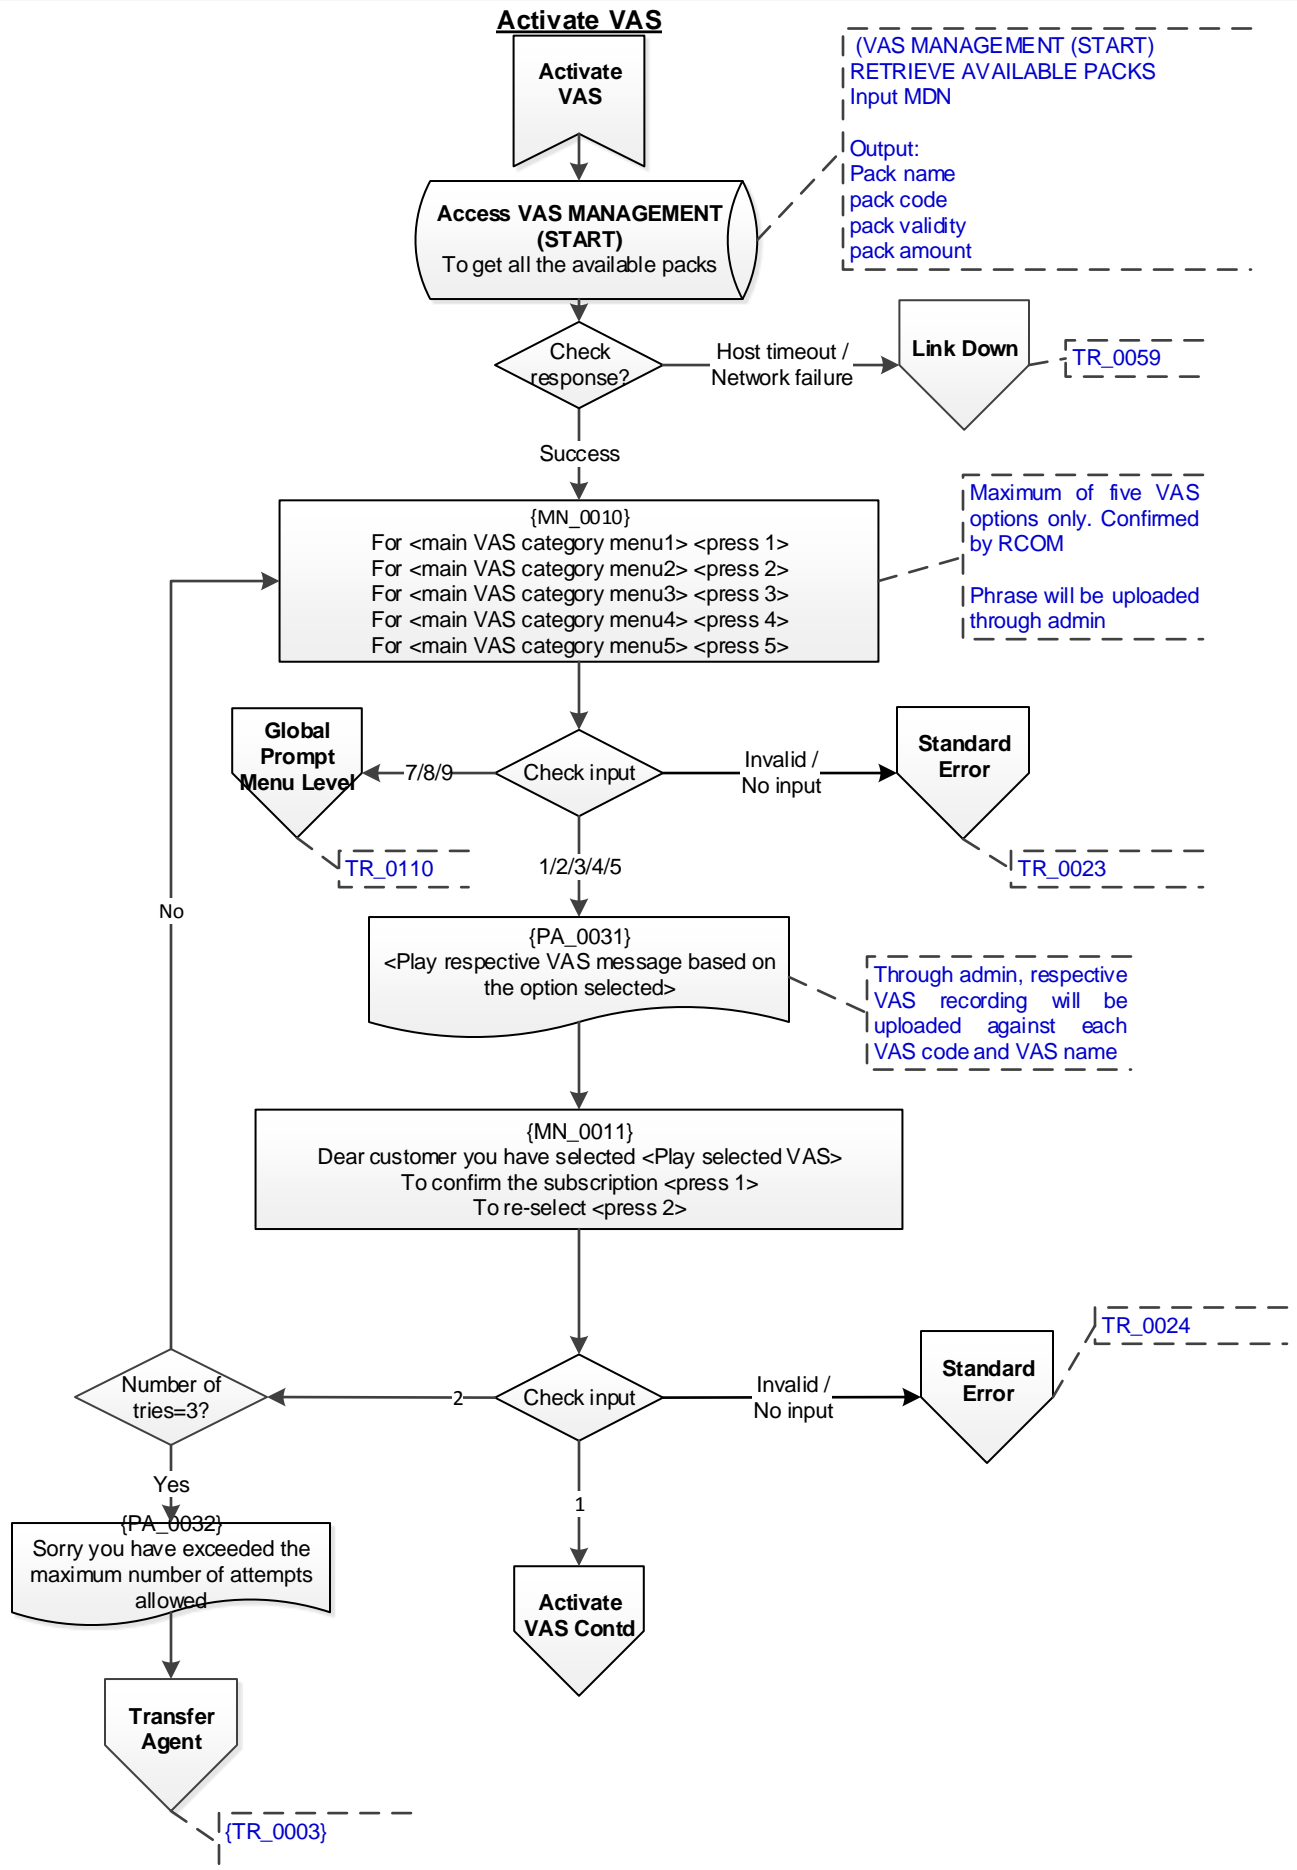 Activate VAS
Activate
VAS
(VAS MANAGEMENT (START)
RETRIEVE AVAILABLE PACKS
Input MDN
Output:
Pack name
pack code
pack validity
pack amount
Access VAS MANAGEMENT
(START)
To get all the available packs
Check
response?
Host timeout /
Network failure
Link Down
TR_0059
Success
{MN_0010}
For <main VAS category menu1> <press 1>
For <main VAS category menu2> <press 2>
For <main VAS category menu3> <press 3>
For <main VAS category menu4> <press 4>
For <main VAS category menu5> <press 5>
Maximum of five VAS
options only. Confirmed
by RCOM
Phrase will be uploaded
through admin
Global
Prompt
Menu Level
7/8/9
Check input
Invalid /
No input
Standard
Error
TR_0110
1/2/3/4/5
TR_0023
No
{PA_0031}
<Play respective VAS message based on
the option selected>
Through admin, respective
VAS recording will be
uploaded against each
VAS code and VAS name
{MN_0011}
Dear customer you have selected <Play selected VAS>
To confirm the subscription <press 1>
To re-select <press 2>
TR_0024
Number of
tries=3?
2
Check input
Invalid /
No input
Standard
Error
Yes
1
{PA_0032}
Sorry you have exceeded the
maximum number of attempts
allowed
Activate
VAS Contd
Transfer
Agent
{TR_0003}